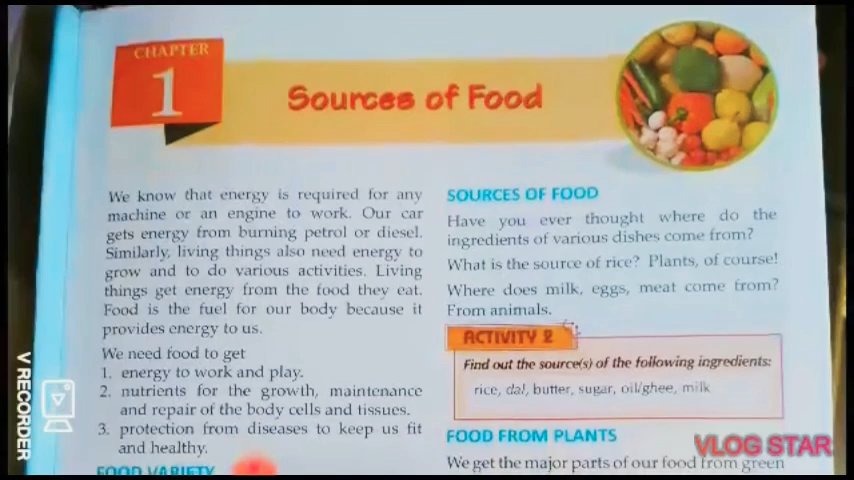 CHAPTER
1
Sources of Food
We know that energy is required for any
machine or an engine to work. Our car
gets energy from burning petrol or diesel.
Similarly, living things also need energy to
grow and to do various activities. Living
things get energy from the food they eat.
Food is the fuel for our body because it
provides energy to us.
We need food to get
1. energy to work and play.
2. nutrients for the growth, maintenance
and repair of the body cells and tissues.
3. protection from diseases to keep us fit
and healthy.
FOOD VARIETY
SOURCES OF FOOD
Have you ever thought where do the
ingredients of various dishes come from?
What is the source of rice? Plants, of course!
Where does milk, eggs, meat come from?
From animals.
ACTIVITY 2
Find out the source(s) of the following ingredients:
rice, dal, butter, sugar, oil/ghee, milk
FOOD FROM PLANTS
We get the major parts of our food from green
V RECORDER
VLOG STAR